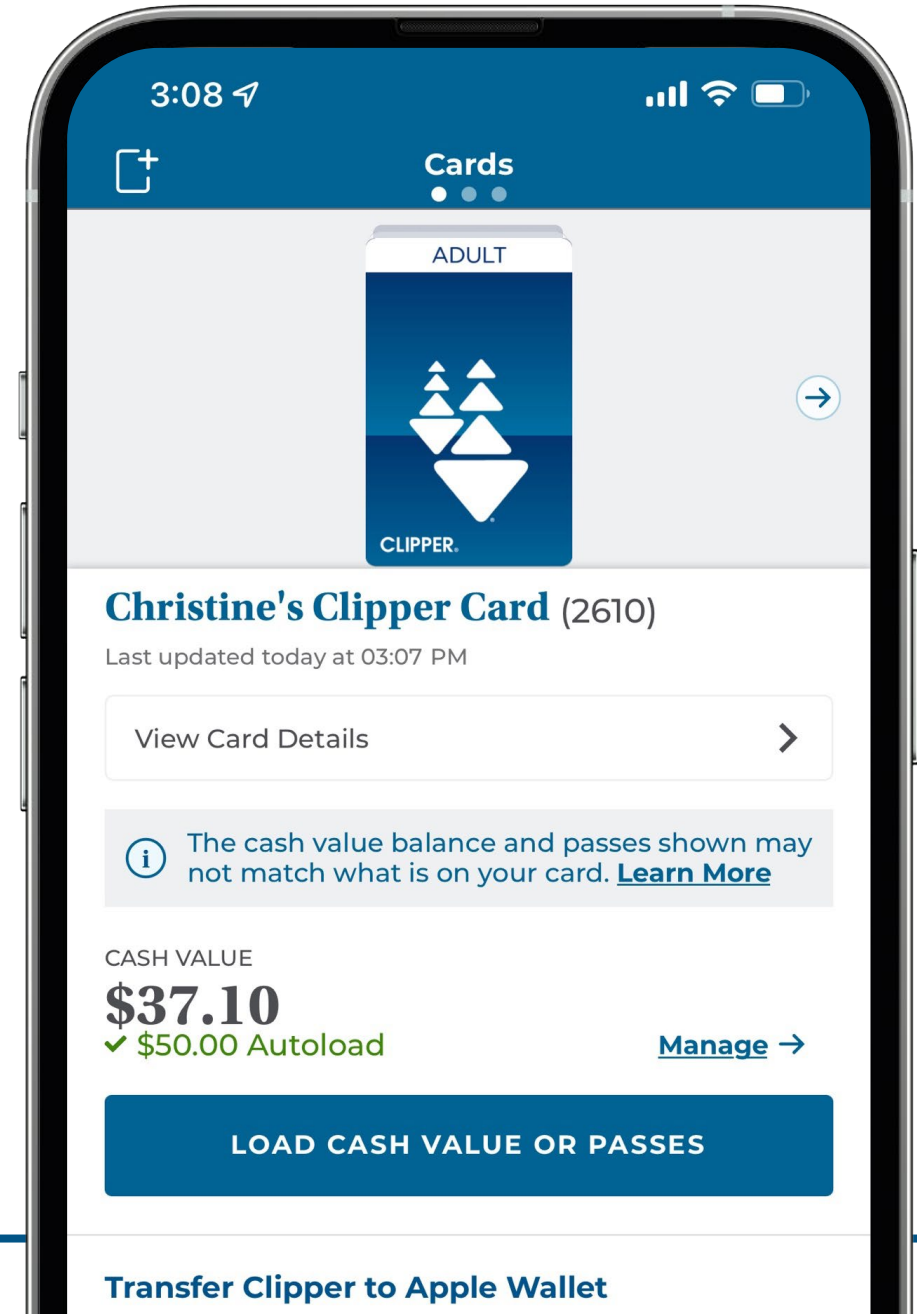 3:08
Cards
ADULT
CLIPPER®
Christine's Clipper Card (2610)
Last updated today at 03:07 PM
View Card Details
i The cash value balance and passes shown may
not match what is on your card. Learn More
CASH VALUE
$37.10
$50.00 Autoload
Manage
LOAD CASH VALUE OR PASSES
Transfer Clipper to Apple Wallet